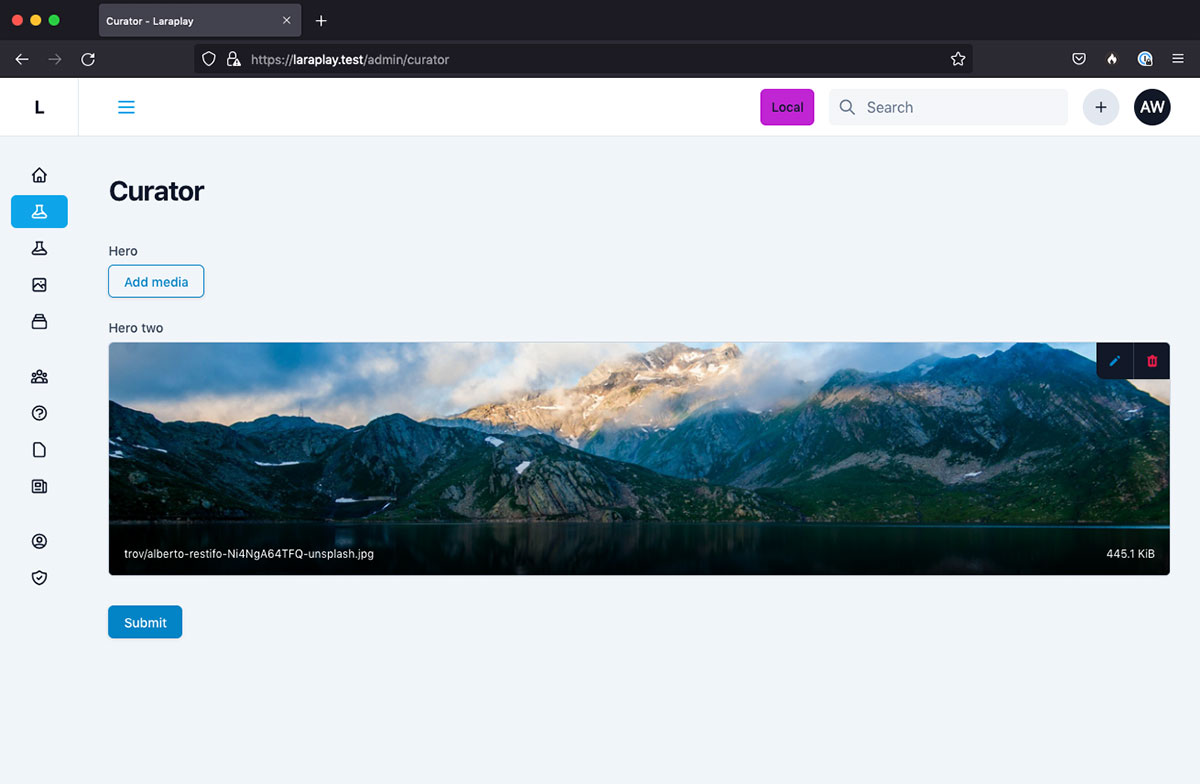 Curator - Laraplay
https://laraplay.test/admin/curator
L
Local
Search
AW
Curator
Hero
Add media
Hero two
trov/alberto-restifo-Ni4NgA64TFQ-unsplash.jpg
445.1 KiB
Submit